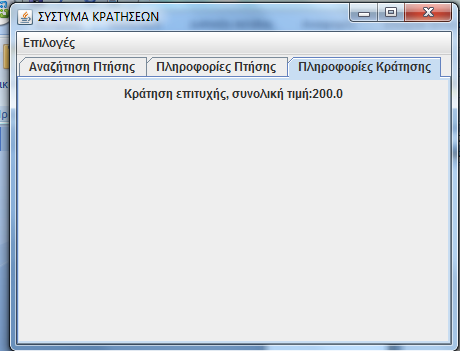 ΣΥΣΤΥΜΑ ΚΡΑΤΗΣΕΩΝ
Επιλογές
Αναζήτηση Πτήσης Πληροφορίες Πτήσης Πληροφορίες Κράτησης
Κράτηση επιτυχής, συνολική τιμή:200.0